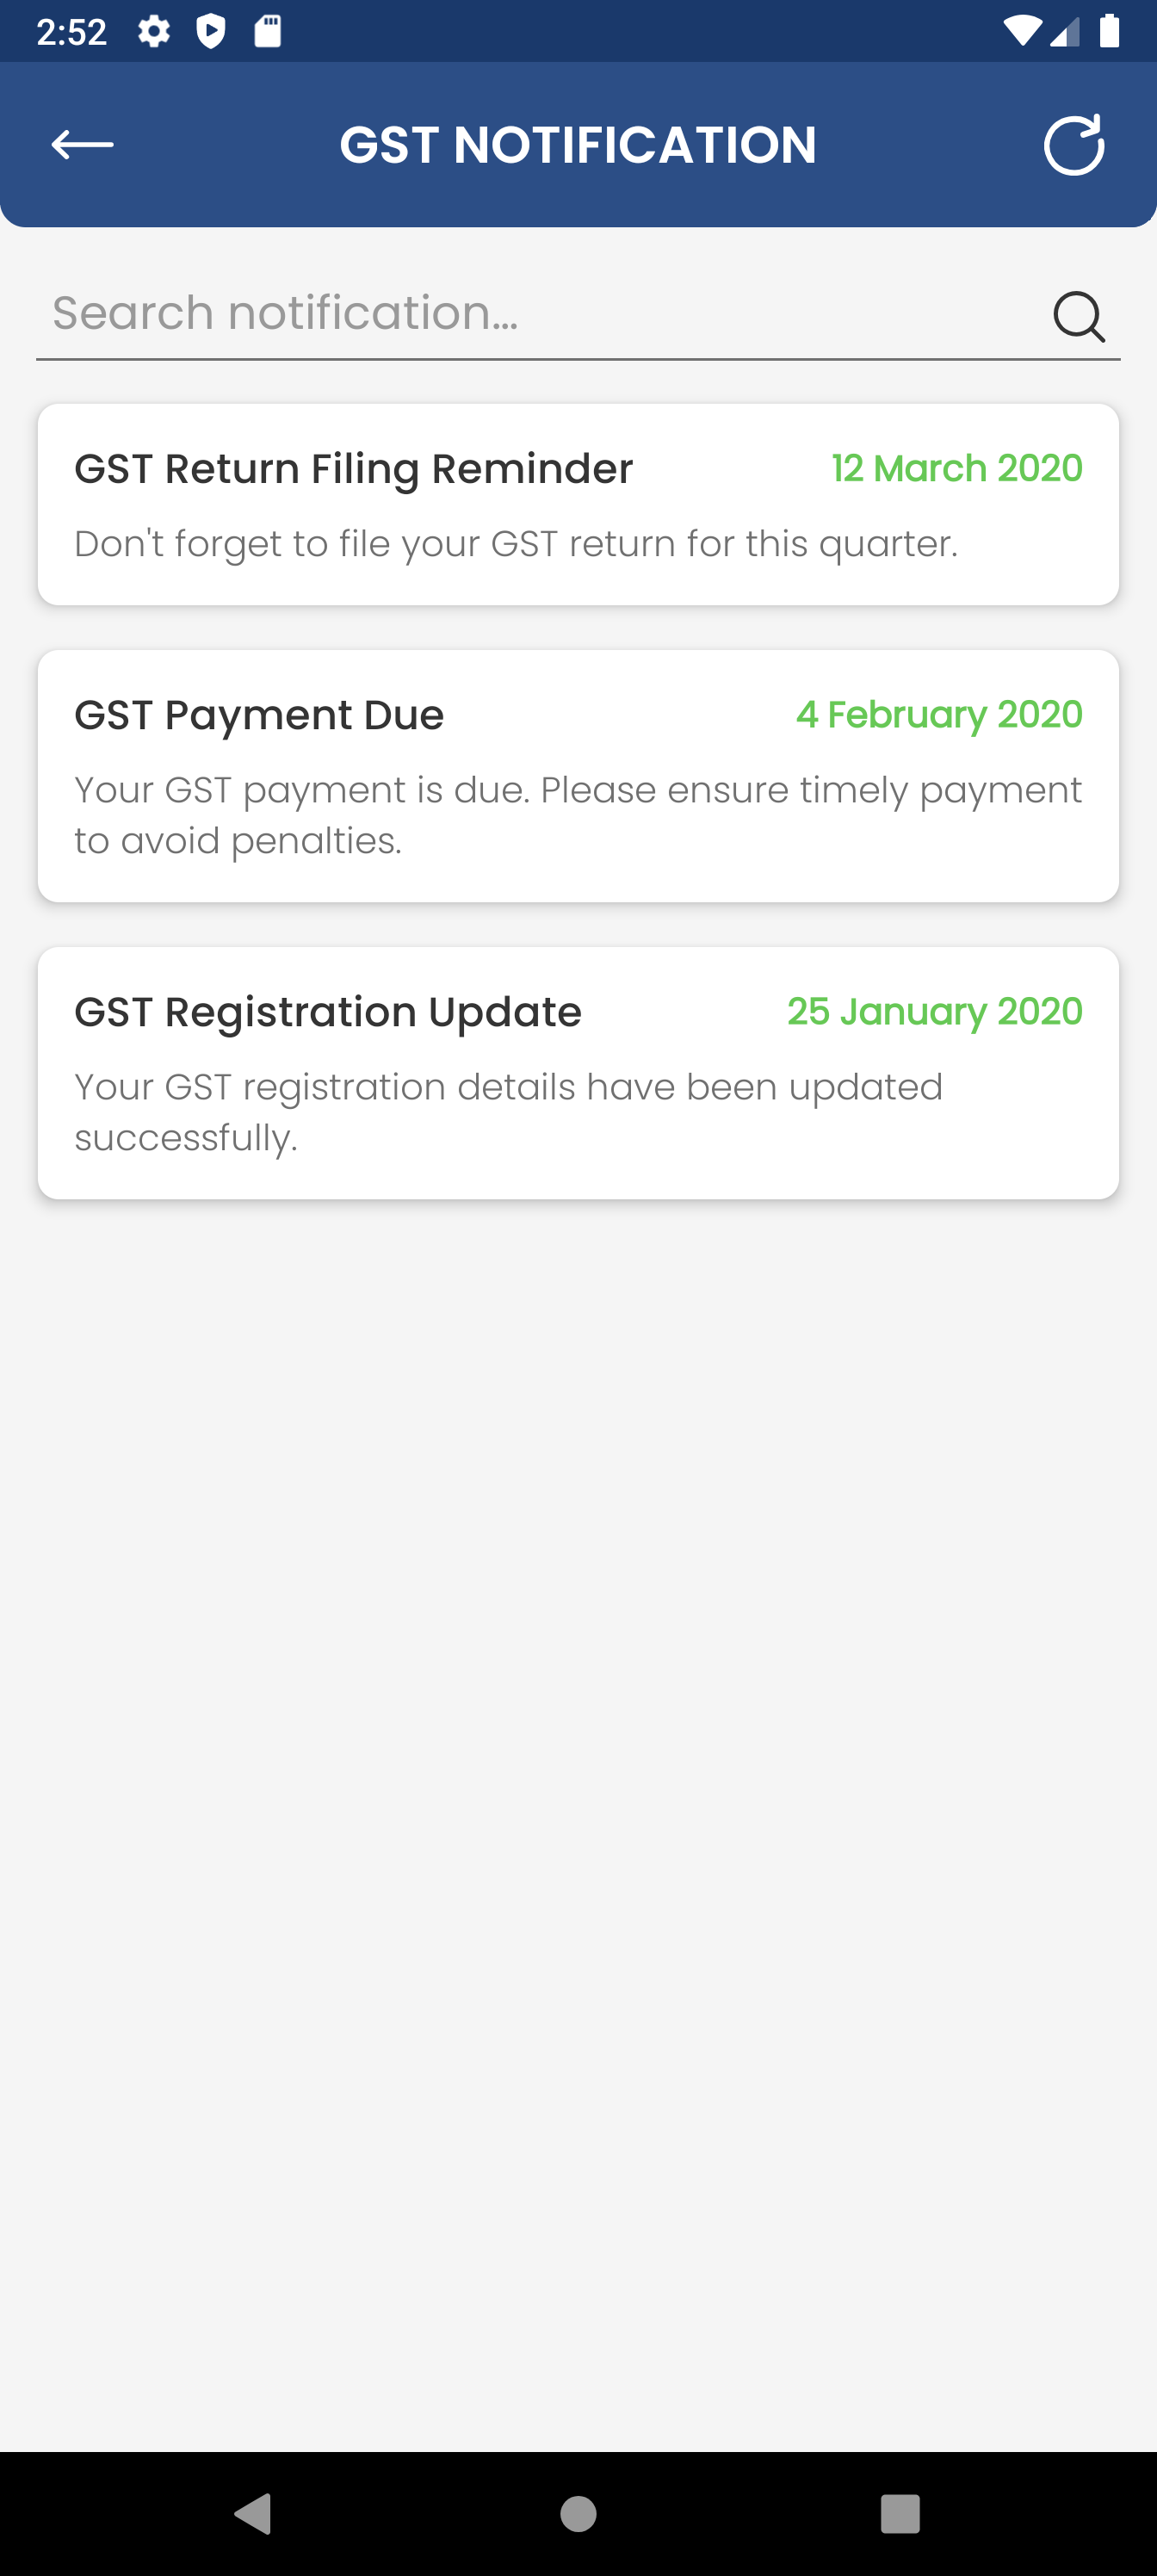 2:52
GST NOTIFICATION
Search notification...
GST Return Filing Reminder 12 March 2020
Don't forget to file your GST return for this quarter.
GST Payment Due 4 February 2020
Your GST payment is due. Please ensure timely payment
to avoid penalties.
GST Registration Update 25 January 2020
Your GST registration details have been updated
successfully.